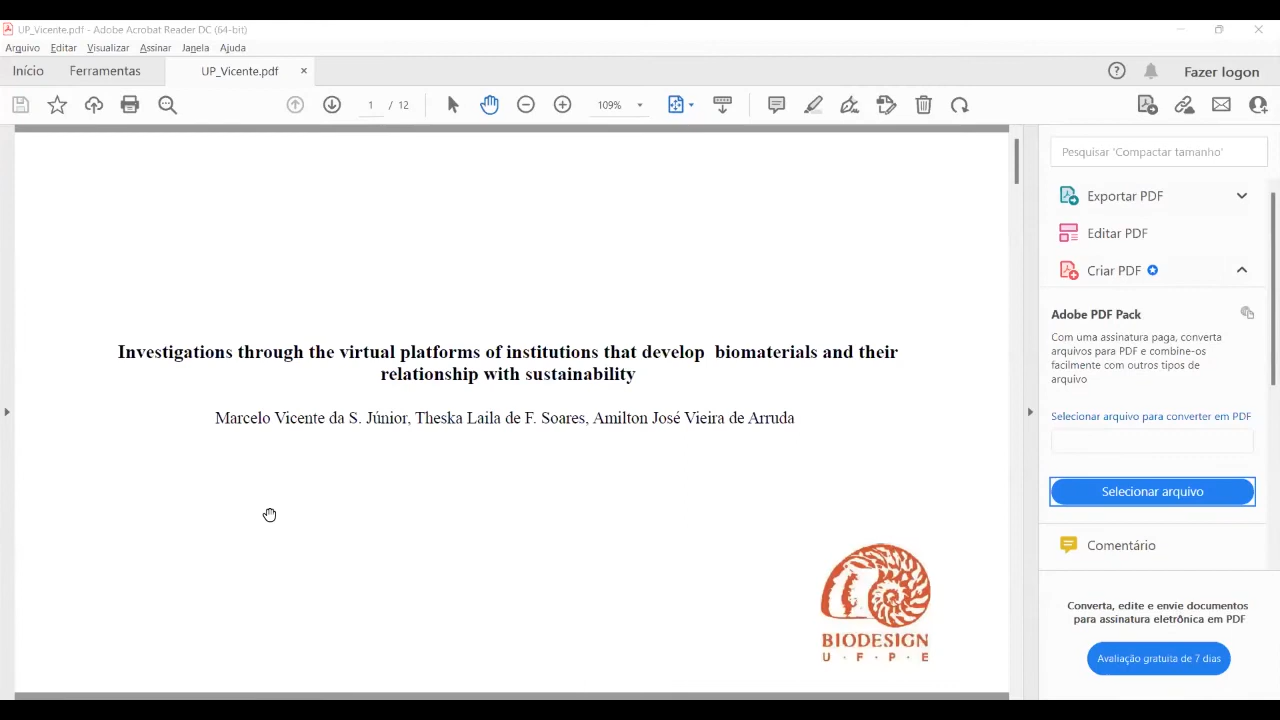 UP_Vicente.pdf - Adobe Acrobat Reader DC (64-bit)
Arquivo Editar Visualizar Assinar Janela Ajuda
Início Ferramentas UP_Vicente.pdf × Fazer logon
1 / 12 109%
Pesquisar 'Compactar tamanho'
Exportar PDF
Editar PDF
Criar PDF
Adobe PDF Pack
Com uma assinatura paga, converta
arquivos para PDF e combine-os
facilmente com outros tipos de
arquivo
Selecionar arquivo para converter em PDF
Selecionar arquivo
Comentário
Converta, edite e envie documentos
para assinatura eletrônica em PDF
Avaliação gratuita de 7 dias
Investigations through the virtual platforms of institutions that develop biomaterials and their
relationship with sustainability
Marcelo Vicente da S. Júnior, Theska Laila de F. Soares, Amilton José Vieira de Arruda
BIODESIGN
U · F · P · E